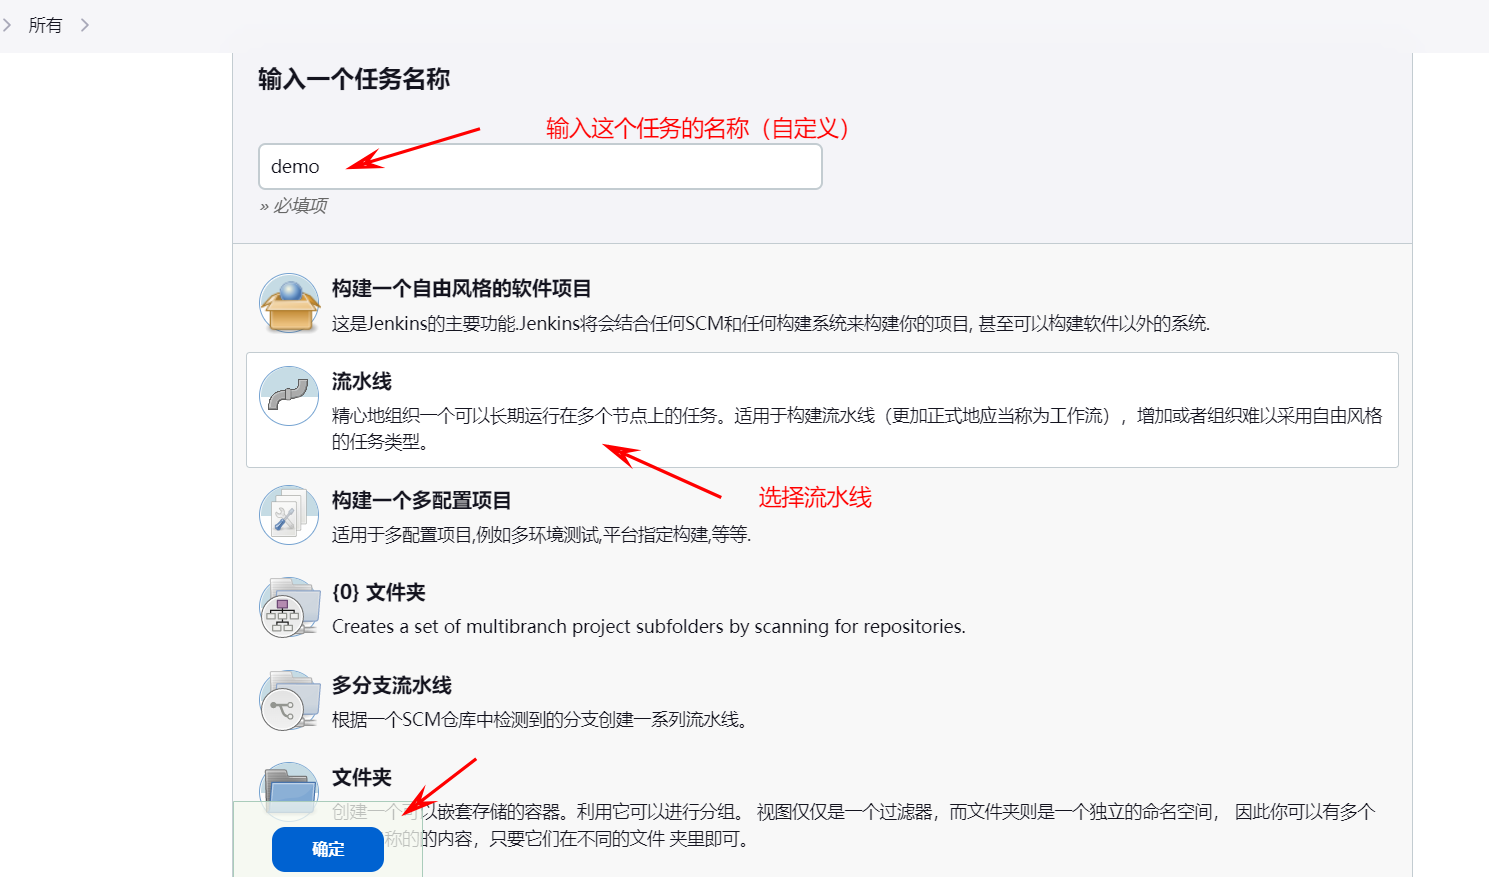 所有
输入一个任务名称
输入这个任务的名称（自定义）
demo
» 必填项
构建一个自由风格的软件项目
这是Jenkins的主要功能.Jenkins将会结合任何SCM和任何构建系统来构建你的项目, 甚至可以构建软件以外的系统.
流水线
精心地组织一个可以长期运行在多个节点上的任务。适用于构建流水线（更加正式地应当称为工作流），增加或者组织难以采用自由风格
的任务类型。
选择流水线
构建一个多配置项目
适用于多配置项目,例如多环境测试,平台指定构建,等等.
{0} 文件夹
Creates a set of multibranch project subfolders by scanning for repositories.
多分支流水线
根据一个SCM仓库中检测到的分支创建一系列流水线。
文件夹
创建一个可以嵌套存储的容器。利用它可以进行分组。 视图仅仅是一个过滤器，而文件夹则是一个独立的命名空间， 因此你可以有多个
称的的内容，只要它们在不同的文件 夹里即可。
确定